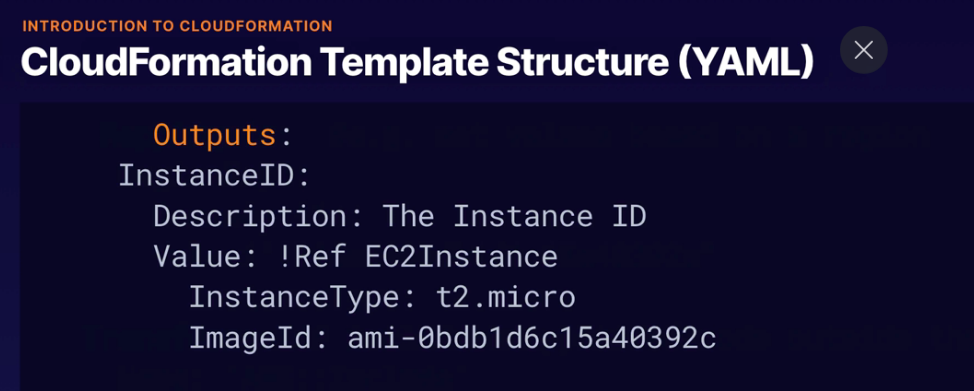 INTRODUCTION TO CLOUDFORMATION
CloudFormation Template Structure (YAML)
Outputs:
InstanceID:
Description: The Instance ID
Value: !Ref EC2Instance
InstanceType: t2.micro
ImageId: ami-0bdb1d6c15a40392c